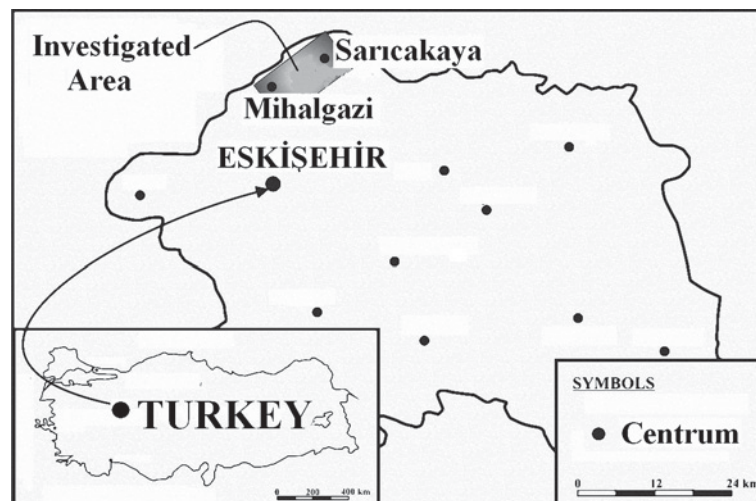 Investigated
Area
Sarıcakaya
Mihalgazi
ESKİŞEHİR
TURKEY
0 200 400 km
SYMBOLS
Centrum
0 12 24 km